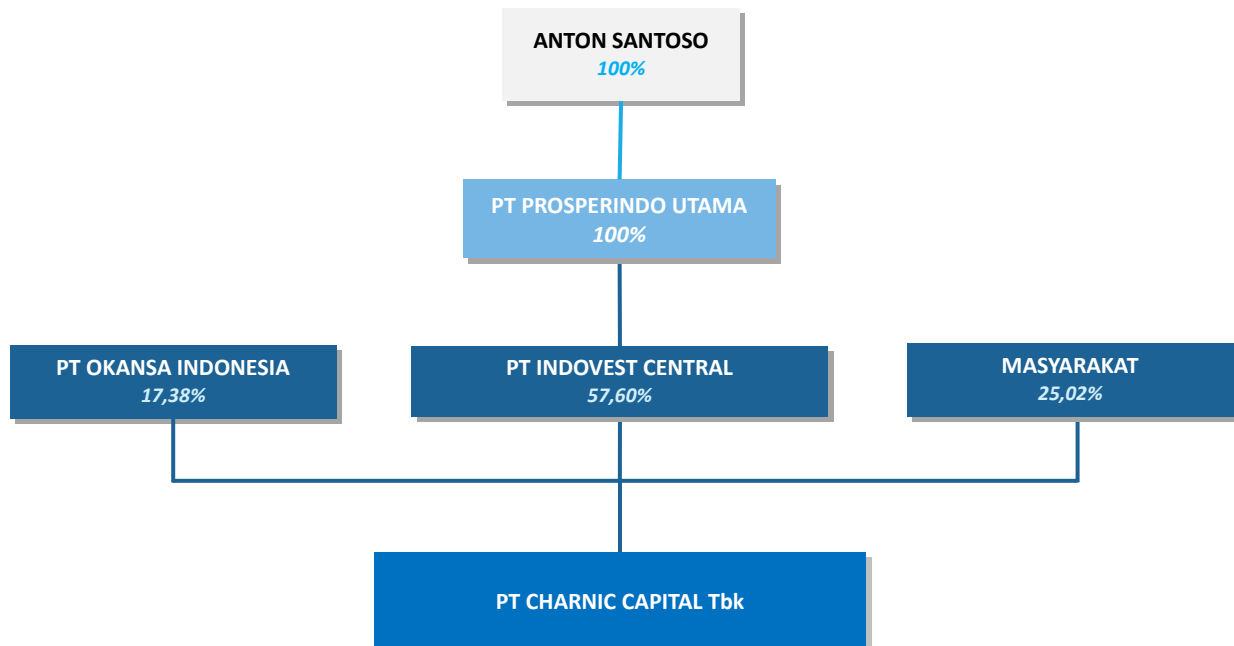 ANTON SANTOSO
100%
PT PROSPERINDO UTAMA
100%
PT OKANSA INDONESIA
17,38%
PT INDOVEST CENTRAL
57,60%
MASYARAKAT
25,02%
PT CHARNIC CAPITAL Tbk